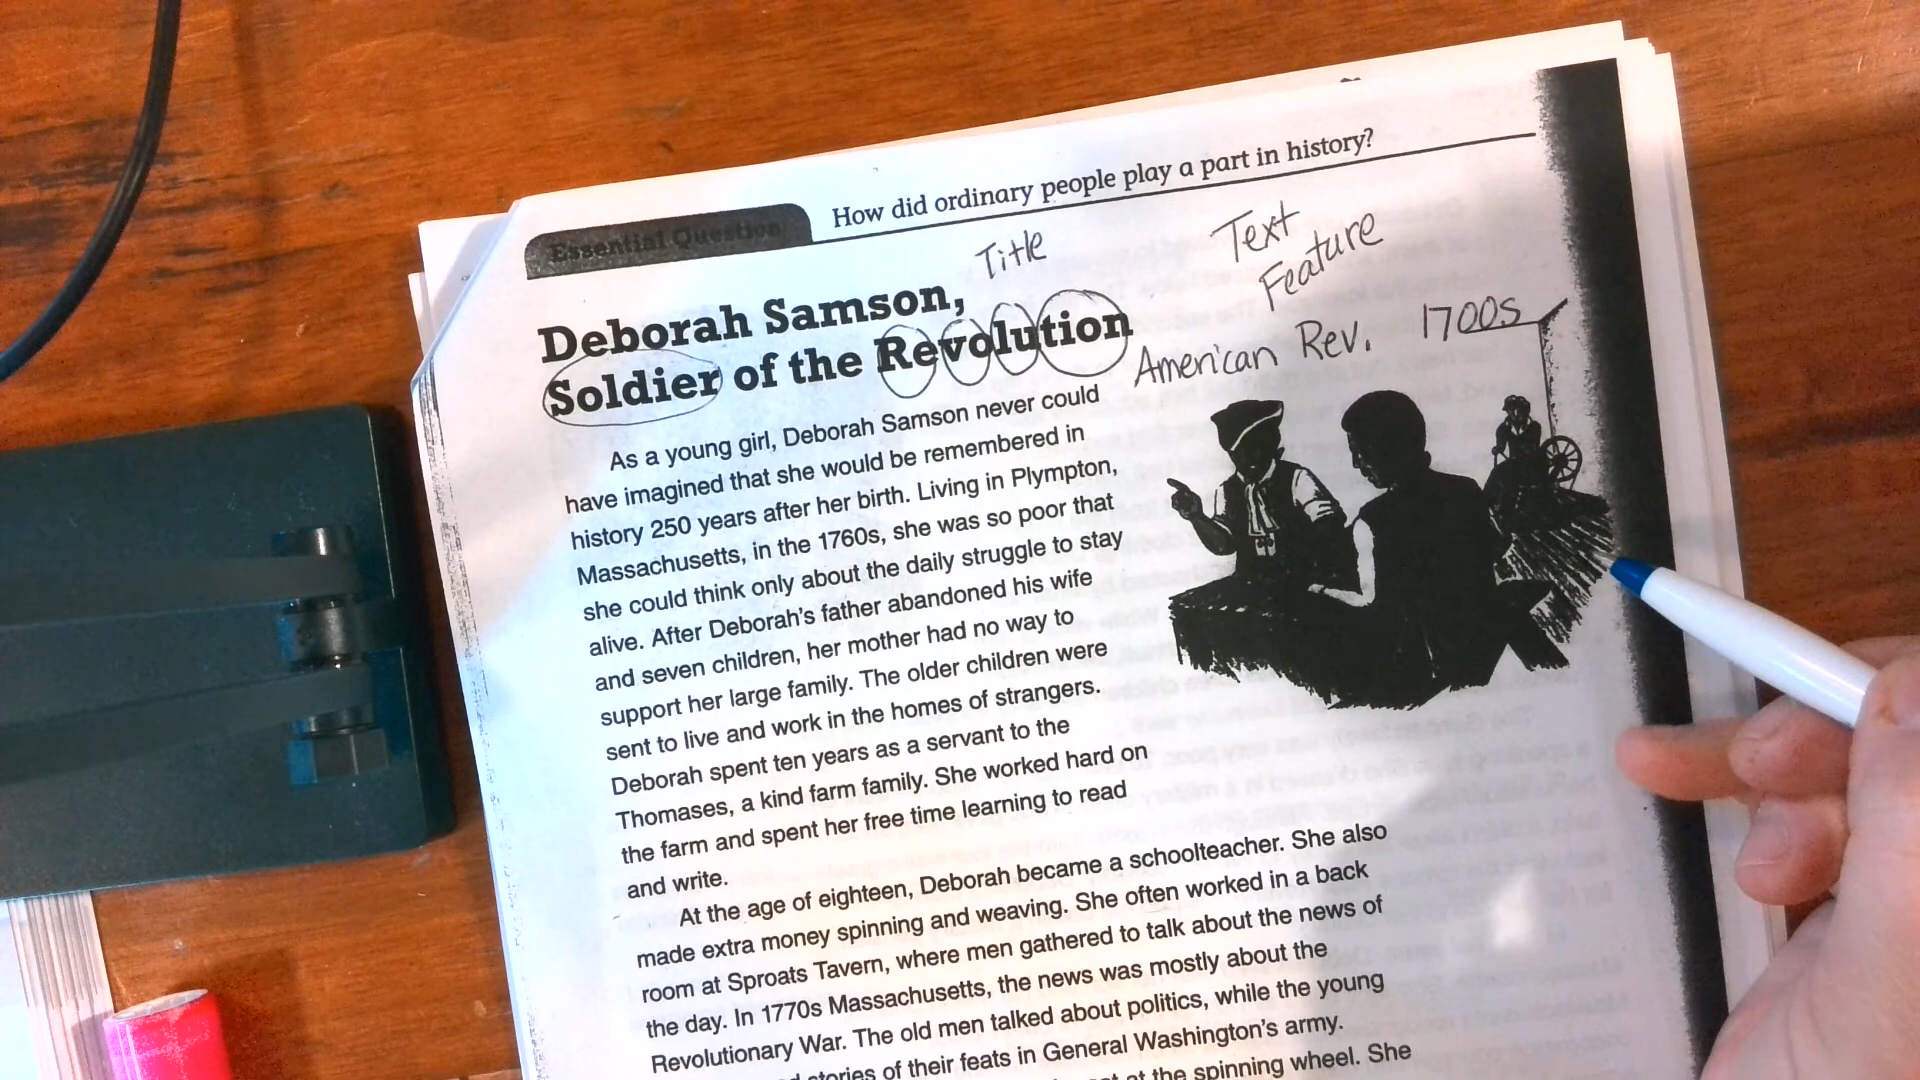 Essential Question
How did ordinary people play a part in history?
Title
Text
Feature
Deborah Samson,
Soldier of the Revolution
American Rev. 1700s
As a young girl, Deborah Samson never could
have imagined that she would be remembered in
history 250 years after her birth. Living in Plympton,
Massachusetts, in the 1760s, she was so poor that
she could think only about the daily struggle to stay
alive. After Deborah's father abandoned his wife
and seven children, her mother had no way to
support her large family. The older children were
sent to live and work in the homes of strangers.
Deborah spent ten years as a servant to the
Thomases, a kind farm family. She worked hard on
the farm and spent her free time learning to read
and write.
At the age of eighteen, Deborah became a schoolteacher. She also
made extra money spinning and weaving. She often worked in a back
room at Sproats Tavern, where men gathered to talk about the news of
the day. In 1770s Massachusetts, the news was mostly about the
Revolutionary War. The old men talked about politics, while the young
stories of their feats in General Washington's army.
at the spinning wheel. She